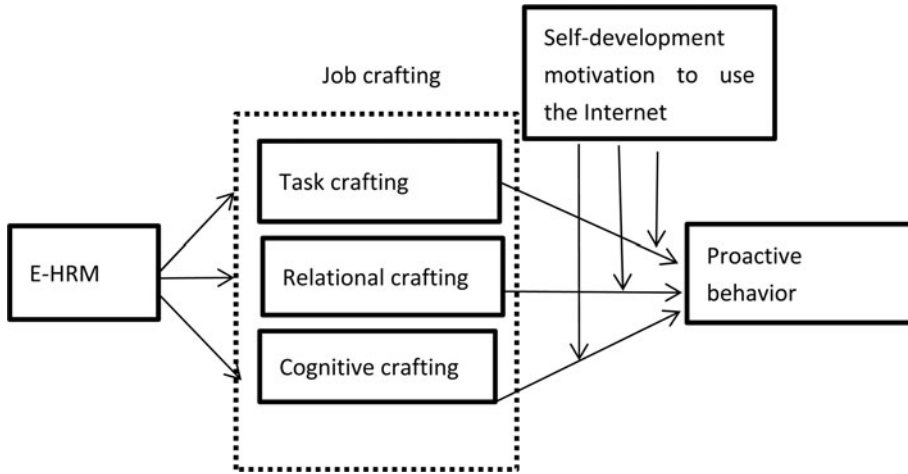 Self-development
motivation to use
the Internet
Job crafting
Task crafting
E-HRM
Relational crafting
Proactive
behavior
Cognitive crafting